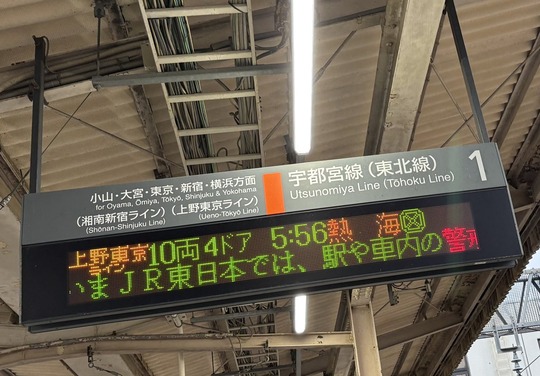 小山・大宮・東京・新宿・横浜方面
for Oyama, Ōmiya, Tōkyō, Shinjuku & Yokohama
(湘南新宿ライン)(上野東京ライン)
(Shōnan-Shinjuku Line) (Ueno-Tokyo Line)
宇都宮線(東北線)
Utsunomiya Line (Tōhoku Line)
1
上野東京ライン 10両 4ドア 5:56 熱 海
いまJR東日本では、駅や車内の警